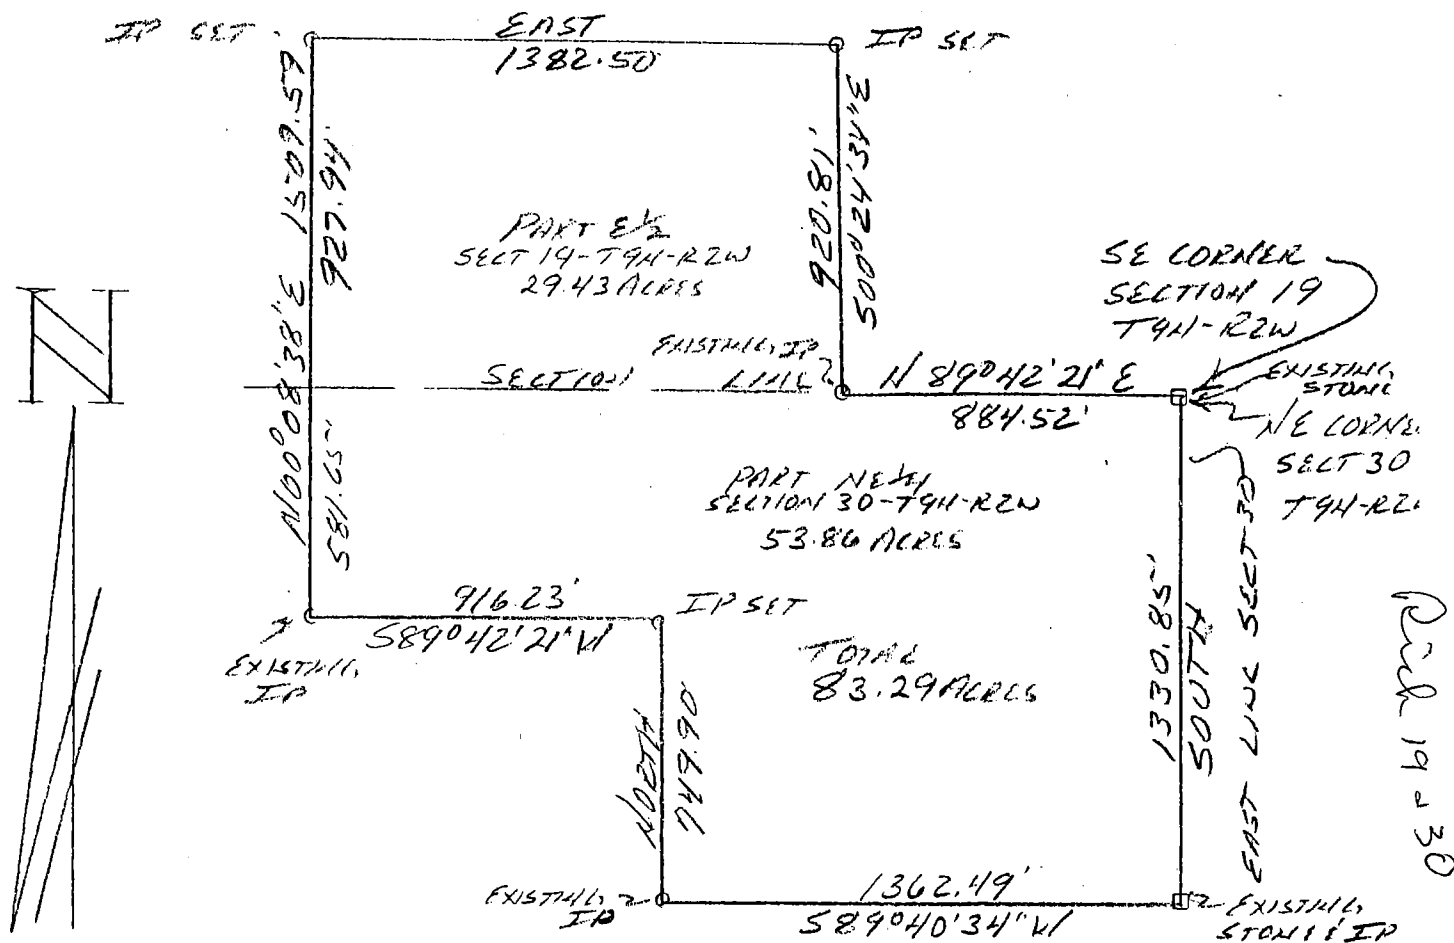 IP SET
EAST
1382.50'
IP SET
N00°08'38"E 1509.59
927.94'
581.65'
920.81'
S00°24'34"E
PART E½
SECT 19-T9N-R2W
29.43 ACRES
SE CORNER
SECTION 19
T9N-R2W
N
EXISTING IP
SECTION LINE
N 89°42'21" E
884.52'
EXISTING
STONE
NE CORNE
SECT 30
T9N-R2
PART NE¼
SECTION 30-T9N-R2W
53.86 ACRES
916.23'
S89°42'21"W
IP SET
EXISTING
IP
TOTAL
83.29 ACRES
1330.85'
SOUTH
EAST LINE SECT 30
Rich 19 & 30
NORTH
749.90
EXISTING
IP
1362.49'
S89°40'34"W
EXISTING
STONE & IP